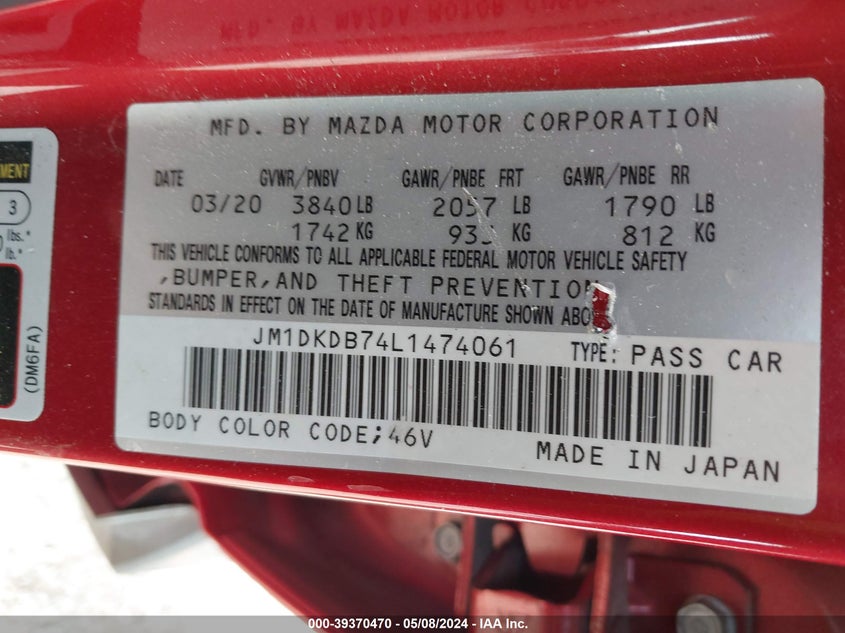 MFD. BY MAZDA MOTOR CORPORATION
DATE GVWR/PNBV GAWR/PNBE FRT GAWR/PNBE RR
03/20 3840 LB 2057 LB 1790 LB
1742 KG KG 812 KG
THIS VEHICLE CONFORMS TO ALL APPLICABLE FEDERAL MOTOR VEHICLE SAFETY
,BUMPER,AND THEFT PREVENTION
STANDARDS IN EFFECT ON THE DATE OF MANUFACTURE SHOWN
JM1DKDB74L1474061 TYPE: PASS CAR
BODY COLOR CODE;46V
MADE IN JAPAN
3
lbs.*
lb.*
(DM6FA)
000-39370470 - 05/08/2024 - IAA Inc.